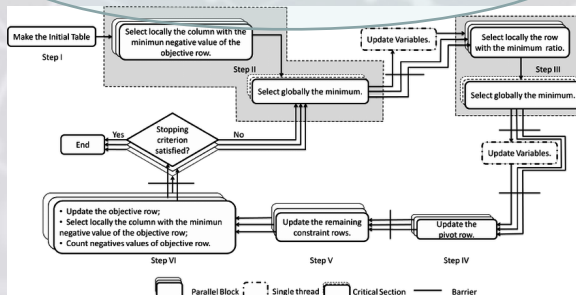 Make the Initial Table
Step I
Select locally the column with the
minimun negative value of the
objective row.
Step II
Select globally the minimum.
Update Variables.
Select locally the row
with the minimum ratio.
Step III
Select globally the minimum.
Update Variables.
Update the
pivot row.
Step IV
Update the remaining
constraint rows.
Step V
• Update the objective row;
• Select locally the column with the minimun
negative value of the objective row;
• Count negatives values of objective row.
Step VI
Stopping
criterion
satisfied?
Yes
No
End
Parallel Block
Single thread
Critical Section
Barrier